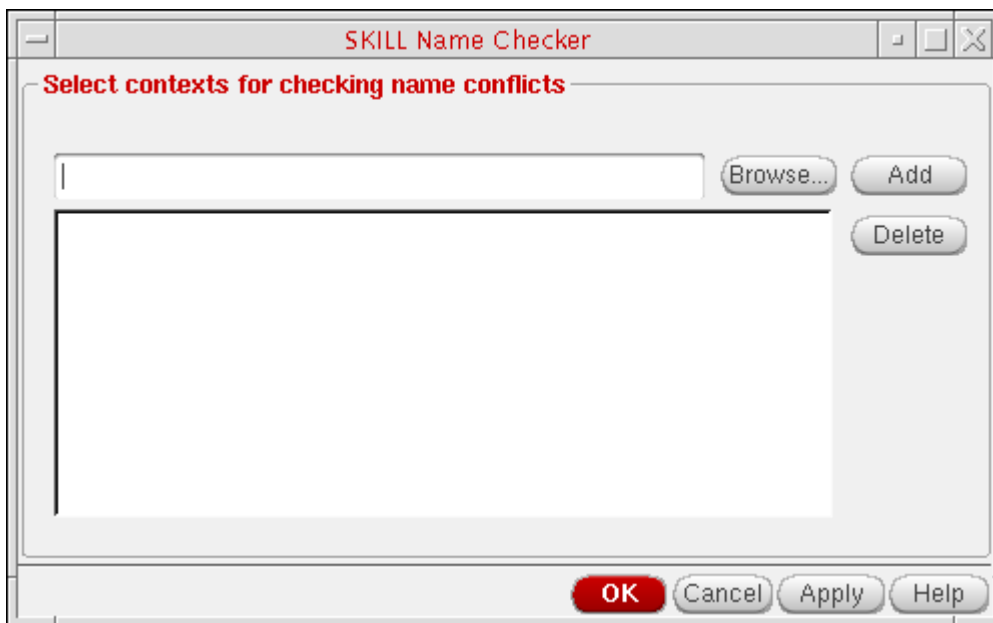 SKILL Name Checker
Select contexts for checking name conflicts
Browse... Add
Delete
OK Cancel Apply Help